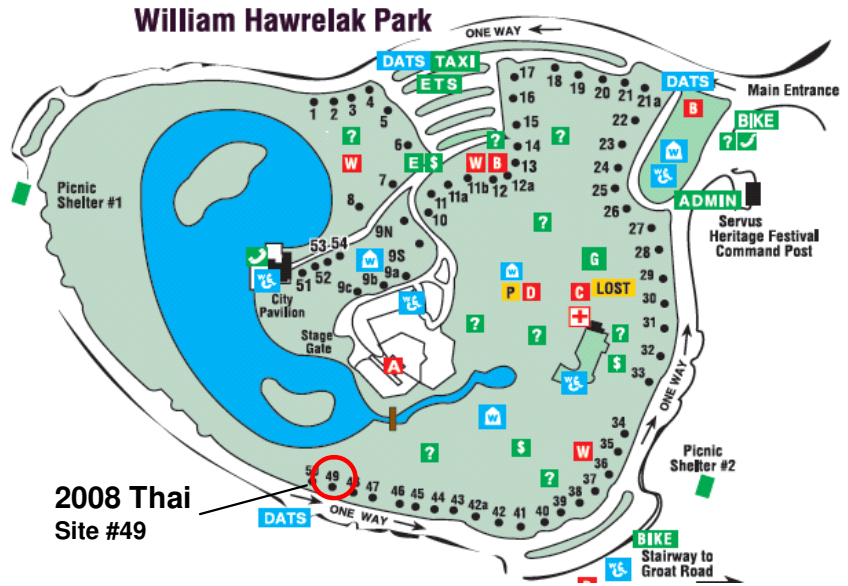 William Hawrelak Park
ONE WAY
DATS TAXI
ETS
DATS
Main Entrance
B
BIKE
?
W
ADMIN
Servus
Heritage Festival
Command Post
17 18 19 20 21 21a
16
15
14
13
12a
12
11b
11a
11
10
22
23
24
25
26
27
28
29
30
31
32
33
34
35
36
37
38
39
40
41
42
42a
43
44
45
46
47
48
49
50
1 2 3 4
5
6
7
8
?
W
E $
W B
?
?
Picnic
Shelter #1
9N
9S
9a
9b
9c
53 54
52
51
W
City
Pavilion
Stage
Gate
A
?
G
W
P D
C LOST
?
?
?
$
W
W
?
$
?
ONE WAY
Picnic
Shelter #2
2008 Thai
Site #49
DATS
ONE WAY
BIKE
Stairway to
Groat Road